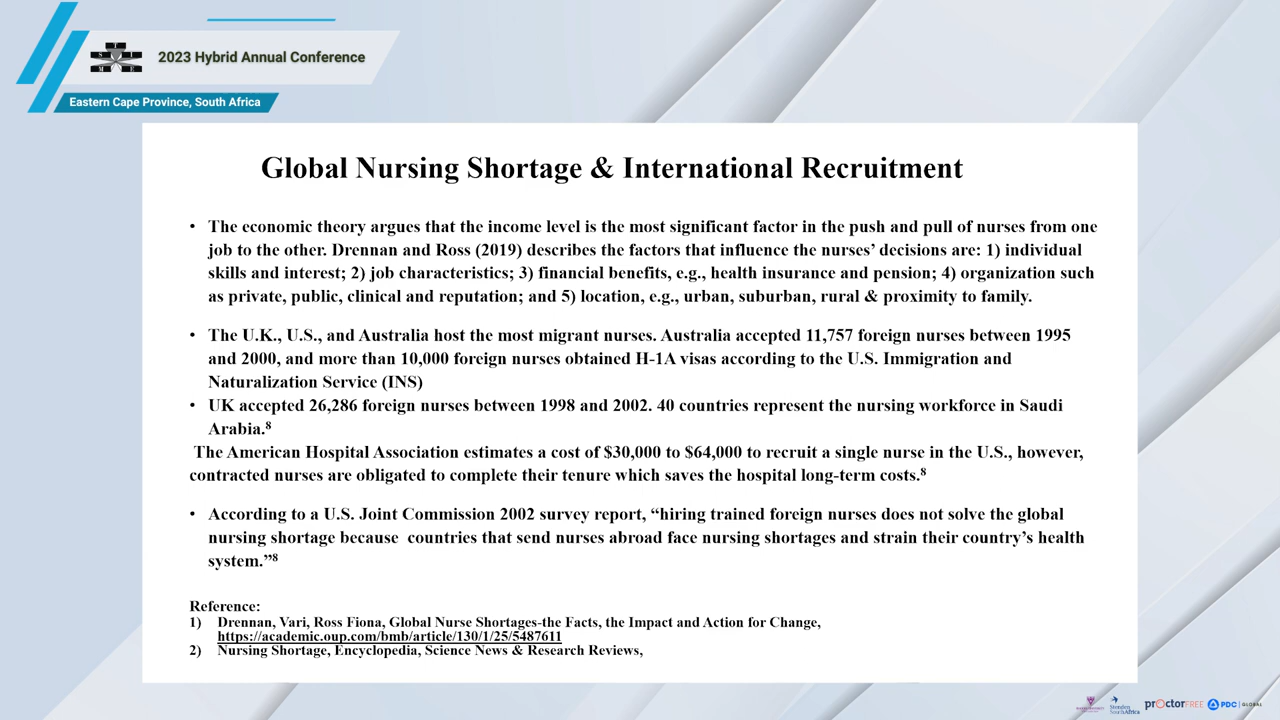 2023 Hybrid Annual Conference
Eastern Cape Province, South Africa
Global Nursing Shortage & International Recruitment
• The economic theory argues that the income level is the most significant factor in the push and pull of nurses from one
job to the other. Drennan and Ross (2019) describes the factors that influence the nurses’ decisions are: 1) individual
skills and interest; 2) job characteristics; 3) financial benefits, e.g., health insurance and pension; 4) organization such
as private, public, clinical and reputation; and 5) location, e.g., urban, suburban, rural & proximity to family.
• The U.K., U.S., and Australia host the most migrant nurses. Australia accepted 11,757 foreign nurses between 1995
and 2000, and more than 10,000 foreign nurses obtained H-1A visas according to the U.S. Immigration and
Naturalization Service (INS)
• UK accepted 26,286 foreign nurses between 1998 and 2002. 40 countries represent the nursing workforce in Saudi
Arabia.⁸
The American Hospital Association estimates a cost of $30,000 to $64,000 to recruit a single nurse in the U.S., however,
contracted nurses are obligated to complete their tenure which saves the hospital long-term costs.⁸
• According to a U.S. Joint Commission 2002 survey report, “hiring trained foreign nurses does not solve the global
nursing shortage because countries that send nurses abroad face nursing shortages and strain their country’s health
system.”⁸
Reference:
1) Drennan, Vari, Ross Fiona, Global Nurse Shortages-the Facts, the Impact and Action for Change,
https://academic.oup.com/bmb/article/130/1/25/5487611
2) Nursing Shortage, Encyclopedia, Science News & Research Reviews,
Stenden
South Africa
prOctorFREE
PDC | GLOBAL